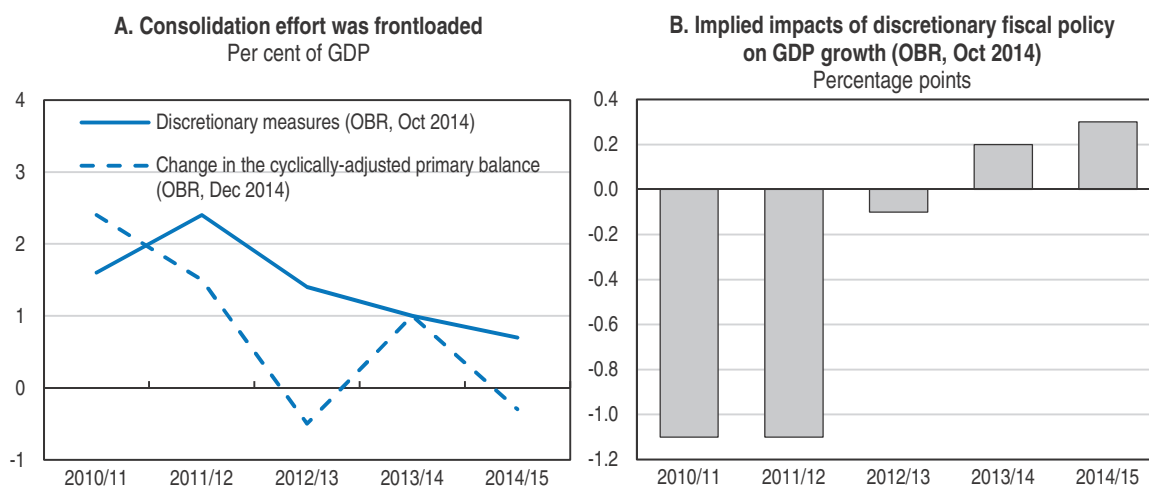 A. Consolidation effort was frontloaded
Per cent of GDP
4
3
2
1
0
-1
Discretionary measures (OBR, Oct 2014)
Change in the cyclically-adjusted primary balance
(OBR, Dec 2014)
2010/11 2011/12 2012/13 2013/14 2014/15
B. Implied impacts of discretionary fiscal policy
on GDP growth (OBR, Oct 2014)
Percentage points
0.4
0.2
0.0
-0.2
-0.4
-0.6
-0.8
-1.0
-1.2
2010/11 2011/12 2012/13 2013/14 2014/15